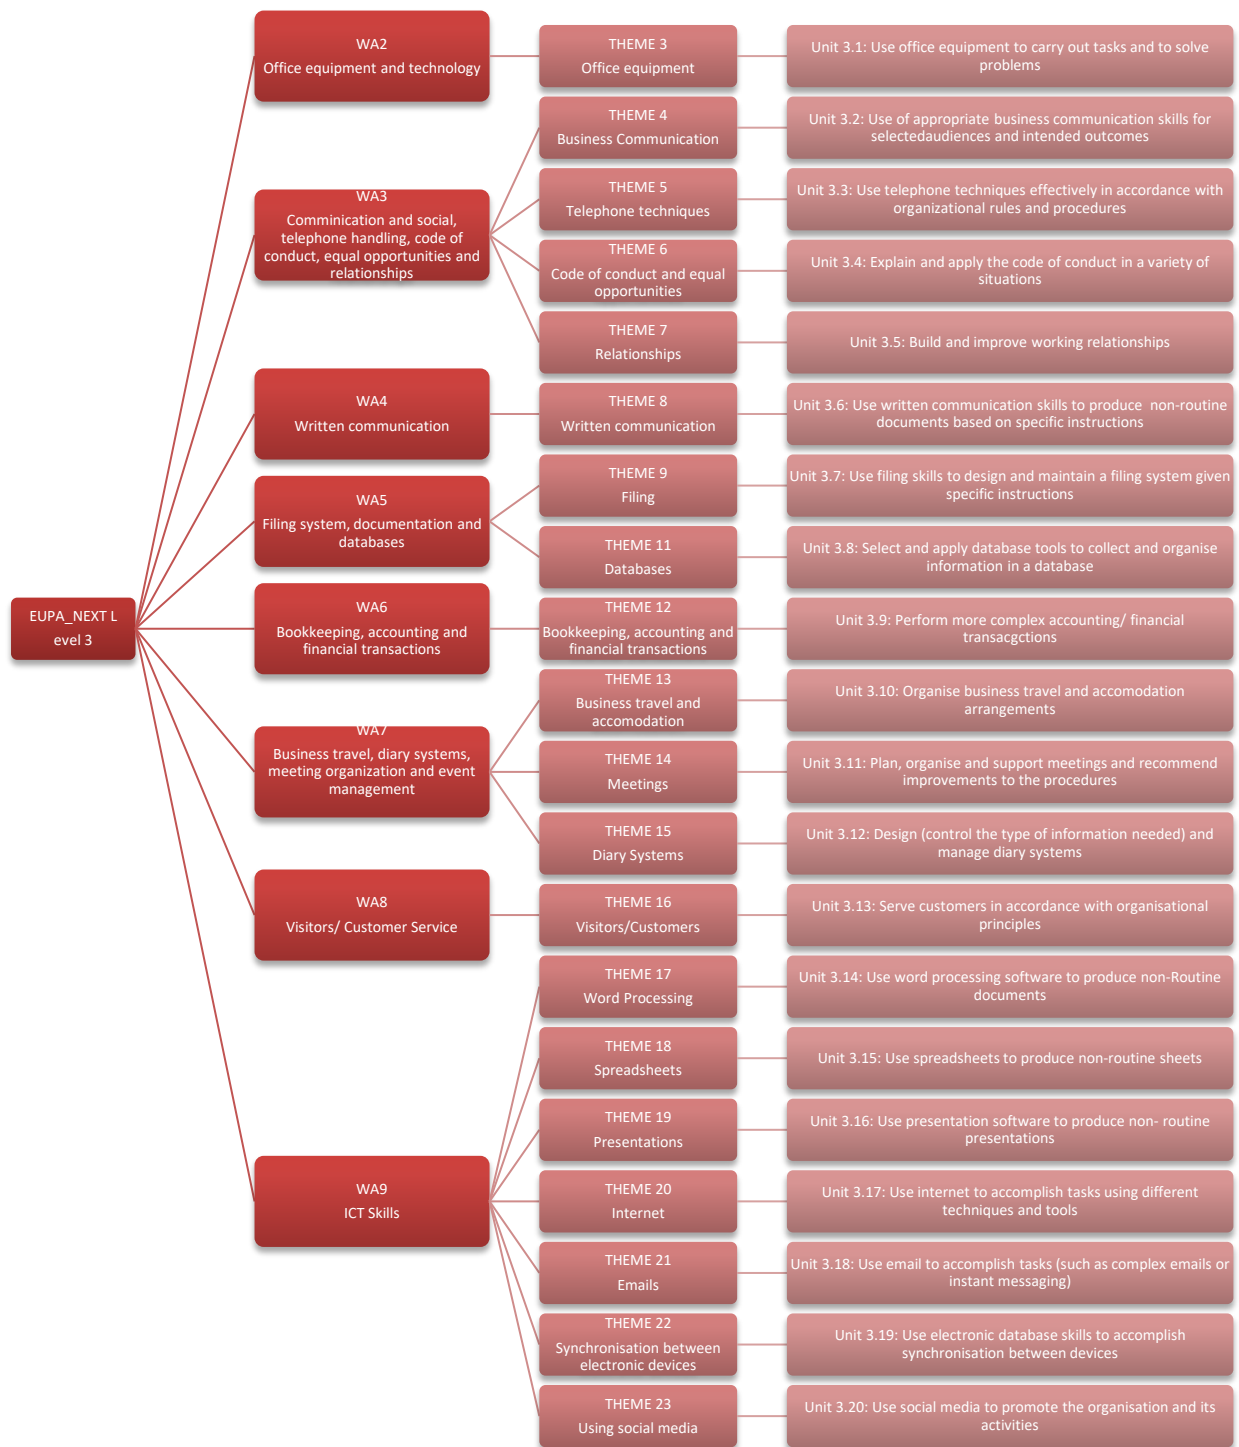 EUPA_NEXT L
evel 3
WA2
Office equipment and technology
THEME 3
Office equipment
Unit 3.1: Use office equipment to carry out tasks and to solve
problems
WA3
Comminication and social,
telephone handling, code of
conduct, equal opportunities and
relationships
THEME 4
Business Communication
Unit 3.2: Use of appropriate business communication skills for
selectedaudiences and intended outcomes
THEME 5
Telephone techniques
Unit 3.3: Use telephone techniques effectively in accordance with
organizational rules and procedures
THEME 6
Code of conduct and equal
opportunities
Unit 3.4: Explain and apply the code of conduct in a variety of
situations
THEME 7
Relationships
Unit 3.5: Build and improve working relationships
WA4
Written communication
THEME 8
Written communication
Unit 3.6: Use written communication skills to produce  non-routine
documents based on specific instructions
WA5
Filing system, documentation and
databases
THEME 9
Filing
Unit 3.7: Use filing skills to design and maintain a filing system given
specific instructions
THEME 11
Databases
Unit 3.8: Select and apply database tools to collect and organise
information in a database
WA6
Bookkeeping, accounting and
financial transactions
THEME 12
Bookkeeping, accounting and
financial transactions
Unit 3.9: Perform more complex accounting/ financial
transacgctions
WA7
Business travel, diary systems,
meeting organization and event
management
THEME 13
Business travel and
accomodation
Unit 3.10: Organise business travel and accomodation
arrangements
THEME 14
Meetings
Unit 3.11: Plan, organise and support meetings and recommend
improvements to the procedures
THEME 15
Diary Systems
Unit 3.12: Design (control the type of information needed) and
manage diary systems
WA8
Visitors/ Customer Service
THEME 16
Visitors/Customers
Unit 3.13: Serve customers in accordance with organisational
principles
WA9
ICT Skills
THEME 17
Word Processing
Unit 3.14: Use word processing software to produce non-Routine
documents
THEME 18
Spreadsheets
Unit 3.15: Use spreadsheets to produce non-routine sheets
THEME 19
Presentations
Unit 3.16: Use presentation software to produce non- routine
presentations
THEME 20
Internet
Unit 3.17: Use internet to accomplish tasks using different
techniques and tools
THEME 21
Emails
Unit 3.18: Use email to accomplish tasks (such as complex emails or
instant messaging)
THEME 22
Synchronisation between
electronic devices
Unit 3.19: Use electronic database skills to accomplish
synchronisation between devices
THEME 23
Using social media
Unit 3.20: Use social media to promote the organisation and its
activities